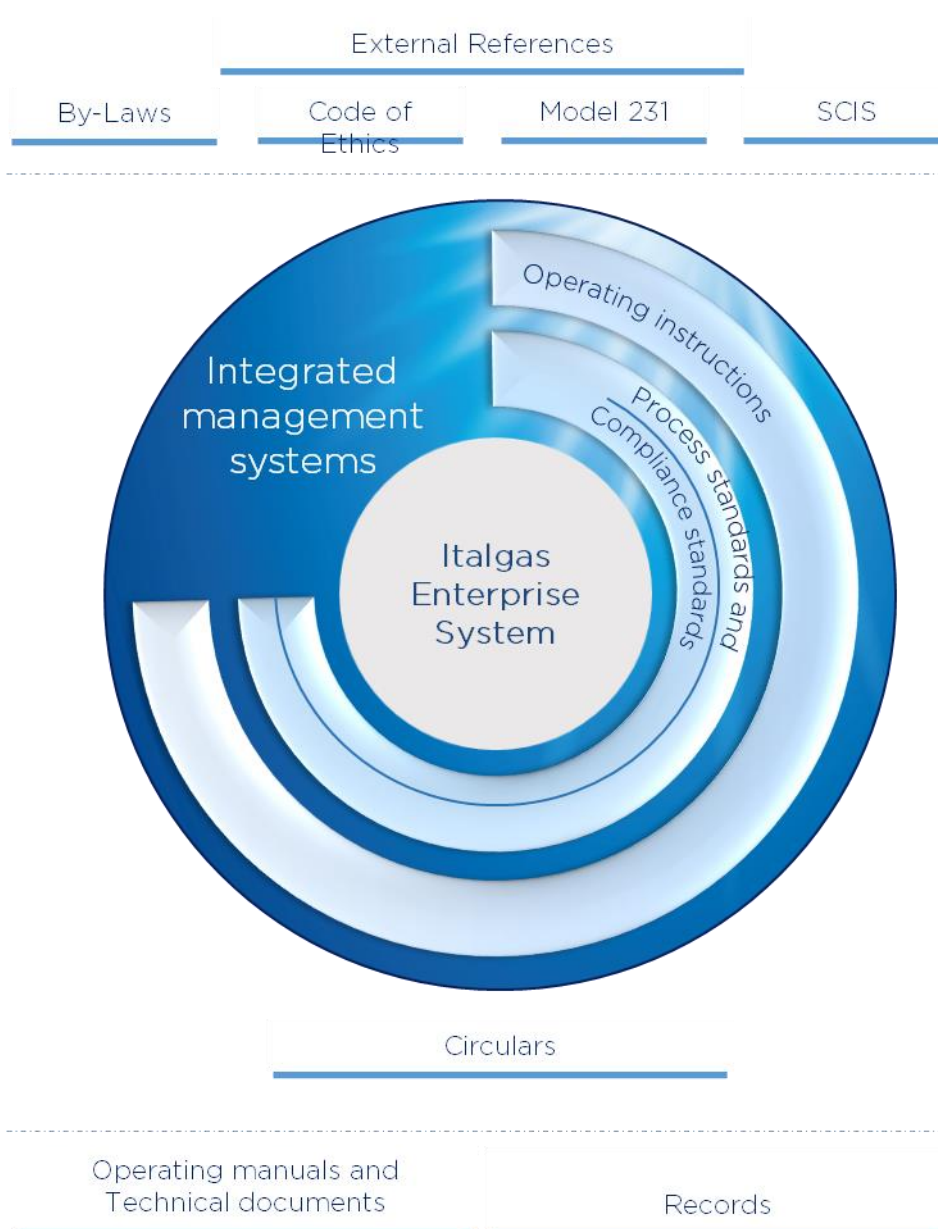 External References
By-Laws
Code of
Ethics
Model 231
SCIS
Operating instructions
Process standards and
Compliance standards
Integrated
management
systems
Italgas
Enterprise
System
Circulars
Operating manuals and
Technical documents
Records